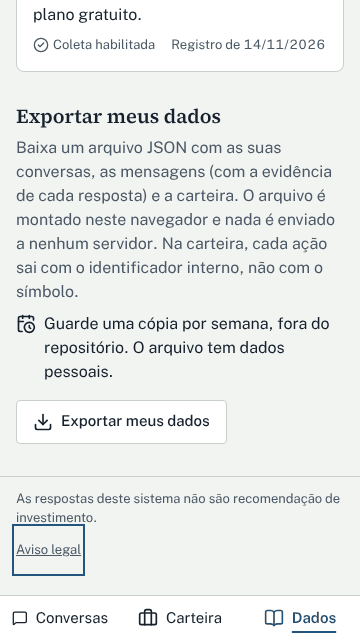 plano gratuito.
Coleta habilitada Registro de 14/11/2026
Exportar meus dados
Baixa um arquivo JSON com as suas
conversas, as mensagens (com a evidência
de cada resposta) e a carteira. O arquivo é
montado neste navegador e nada é enviado
a nenhum servidor. Na carteira, cada ação
sai com o identificador interno, não com o
símbolo.
Guarde uma cópia por semana, fora do
repositório. O arquivo tem dados
pessoais.
Exportar meus dados
As respostas deste sistema não são recomendação de
investimento.
Aviso legal
Conversas Carteira Dados